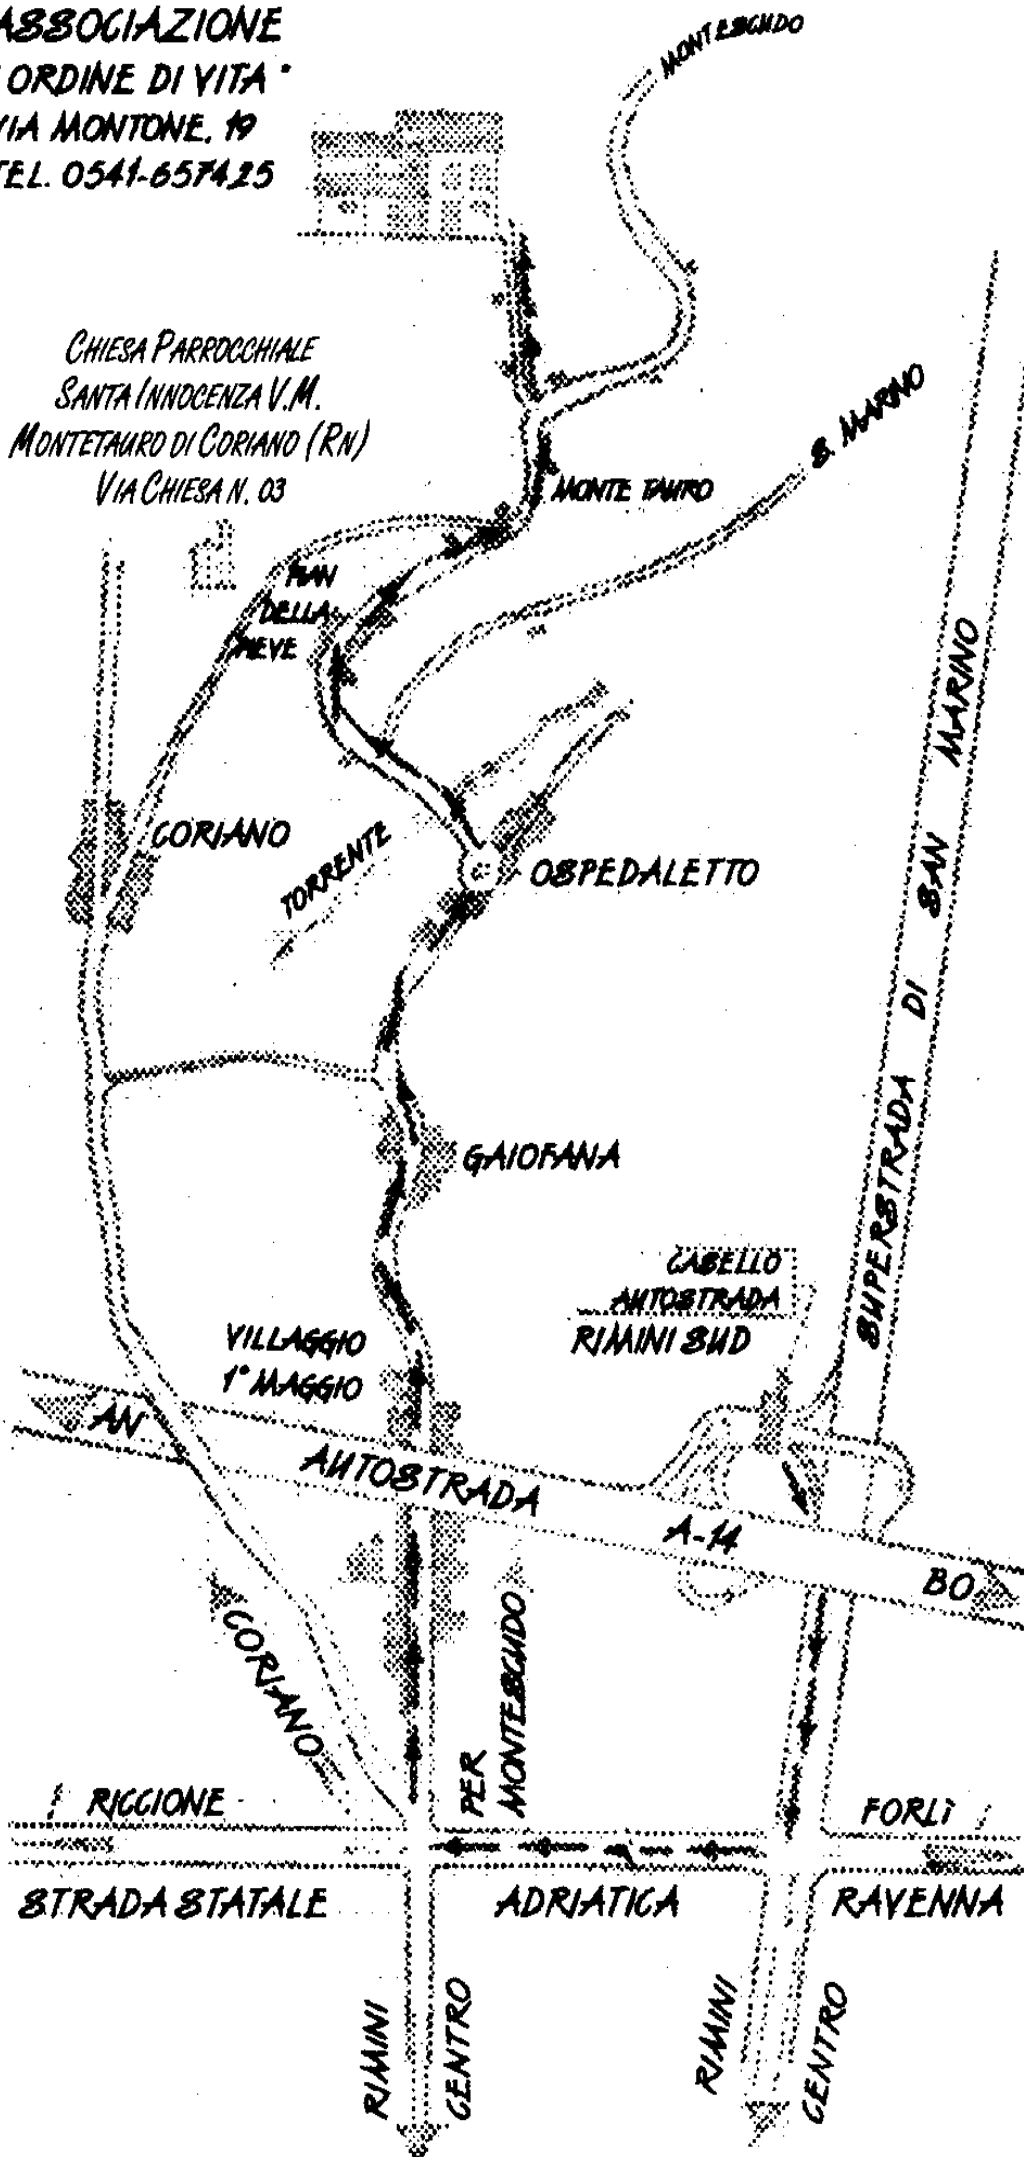 ASSOCIAZIONE
"ORDINE DI VITA"
VIA MONTONE, 19
TEL. 0541-657425
MONTESCUDO
CHIESA PARROCCHIALE
SANTA INNOCENZA V.M.
MONTETAURO DI CORIANO (RN)
VIA CHIESA N. 03
S. MARINO
MONTE TAURO
PIAN
DELLA
PIEVE
CORIANO
TORRENTE
OSPEDALETTO
SUPERSTRADA DI SAN MARINO
GAIOFANA
CASELLO
AUTOSTRADA
RIMINI SUD
VILLAGGIO
1° MAGGIO
AN
AUTOSTRADA
A-14
BO
CORIANO
PER
MONTESCUDO
RICCIONE
FORLÌ
STRADA STATALE
ADRIATICA
RAVENNA
RIMINI
CENTRO
RIMINI
CENTRO